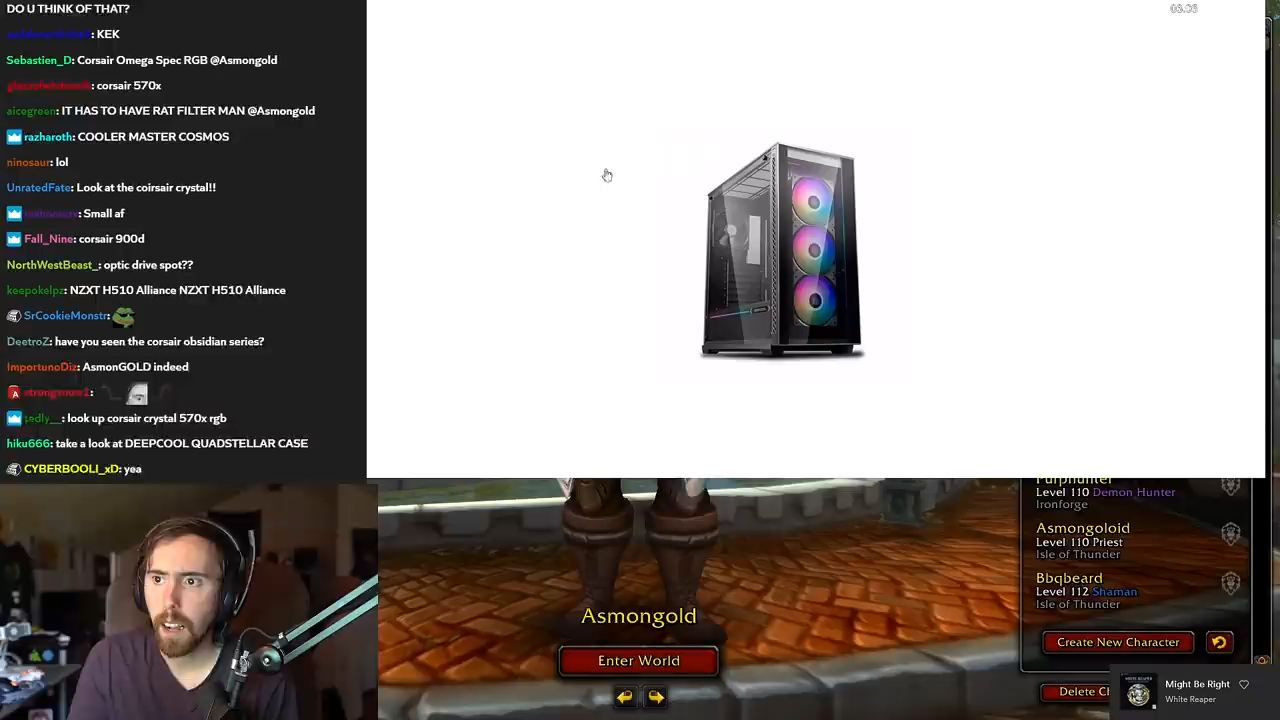 DO U THINK OF THAT?
: KEK
Sebastien_D: Corsair Omega Spec RGB @Asmongold
: corsair 570x
aicegreen: IT HAS TO HAVE RAT FILTER MAN @Asmongold
razharoth: COOLER MASTER COSMOS
ninosaur: lol
UnratedFate: Look at the coirsair crystal!!
: Small af
Fall_Nine: corsair 900d
NorthWestBeast_: optic drive spot??
keepokelpz: NZXT H510 Alliance NZXT H510 Alliance
SrCookieMonstr:
DeetroZ: have you seen the corsair obsidian series?
ImportunoDiz: AsmonGOLD indeed
tedly__: look up corsair crystal 570x rgb
hiku666: take a look at DEEPCOOL QUADSTELLAR CASE
CYBERBOOLI_xD: yea
Level 110 Demon Hunter
Ironforge
Asmongoloid
Level 110 Priest
Isle of Thunder
Bbqbeard
Level 112 Shaman
Isle of Thunder
Create New Character
Delete
Asmongold
Enter World
Might Be Right
White Reaper